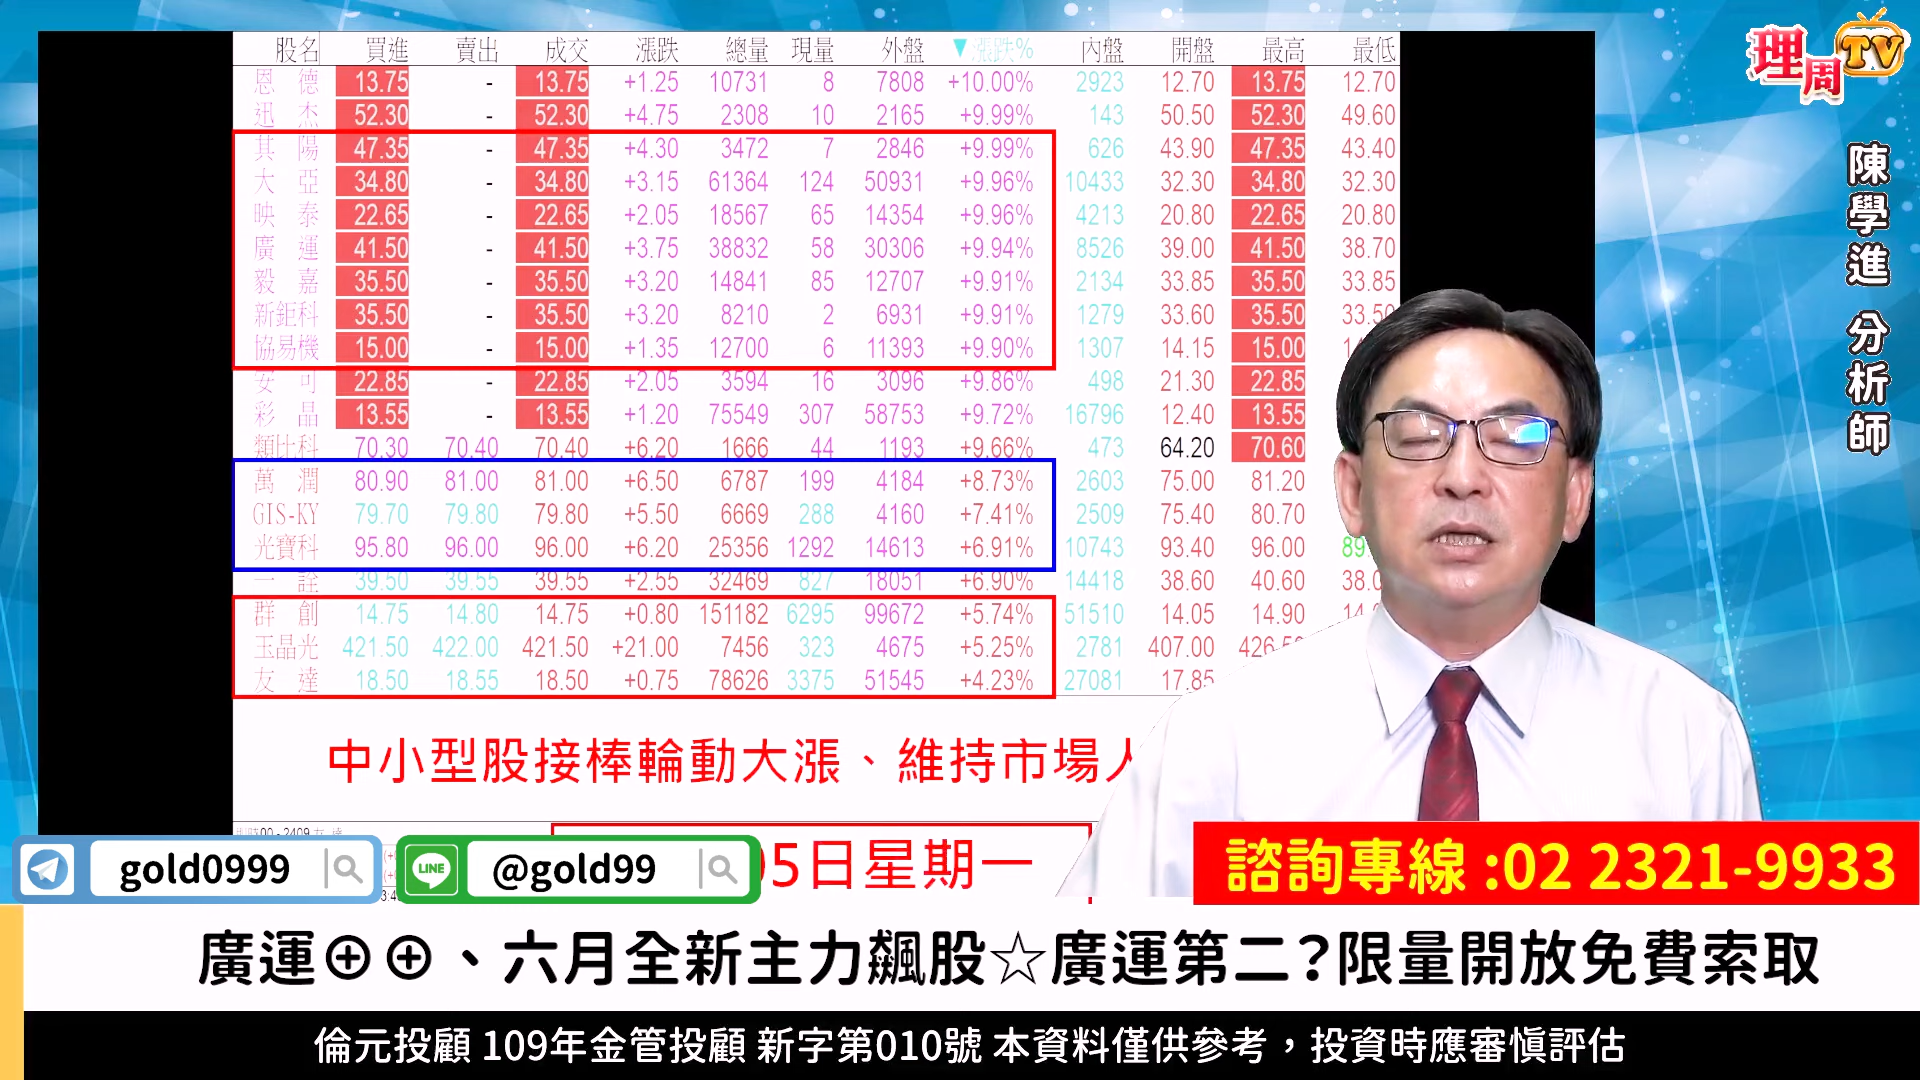 股名 買進 賣出 成交 漲跌 總量 現量 外盤 ▼漲跌% 內盤 開盤 最高 最低
恩德 13.75 - 13.75 +1.25 10731 8 7808 +10.00% 2923 12.70 13.75 12.70
迅杰 52.30 - 52.30 +4.75 2308 10 2165 +9.99% 143 50.50 52.30 49.60
其陽 47.35 - 47.35 +4.30 3472 7 2846 +9.99% 626 43.90 47.35 43.40
大亞 34.80 - 34.80 +3.15 61364 124 50931 +9.96% 10433 32.30 34.80 32.30
映泰 22.65 - 22.65 +2.05 18567 65 14354 +9.96% 4213 20.80 22.65 20.80
廣運 41.50 - 41.50 +3.75 38832 58 30306 +9.94% 8526 39.00 41.50 38.70
毅嘉 35.50 - 35.50 +3.20 14841 85 12707 +9.91% 2134 33.85 35.50 33.85
新鉅科 35.50 - 35.50 +3.20 8210 2 6931 +9.91% 1279 33.60 35.50 33.50
協易機 15.00 - 15.00 +1.35 12700 6 11393 +9.90% 1307 14.15 15.00
安可 22.85 - 22.85 +2.05 3594 16 3096 +9.86% 498 21.30 22.85
彩晶 13.55 - 13.55 +1.20 75549 307 58753 +9.72% 16796 12.40 13.55
類比科 70.30 70.40 70.40 +6.20 1666 44 1193 +9.66% 473 64.20 70.60
萬潤 80.90 81.00 81.00 +6.50 6787 199 4184 +8.73% 2603 75.00 81.20
GIS-KY 79.70 79.80 79.80 +5.50 6669 288 4160 +7.41% 2509 75.40 80.70
光寶科 95.80 96.00 96.00 +6.20 25356 1292 14613 +6.91% 10743 93.40 96.00 89
一詮 39.50 39.55 39.55 +2.55 32469 827 18051 +6.90% 14418 38.60 40.60 38.0
群創 14.75 14.80 14.75 +0.80 151182 6295 99672 +5.74% 51510 14.05 14.90
玉晶光 421.50 422.00 421.50 +21.00 7456 323 4675 +5.25% 2781 407.00
友達 18.50 18.55 18.50 +0.75 78626 3375 51545 +4.23% 27081 17.85
中小型股接棒輪動大漲、維持市場人
5日星期一
理周TV
陳學進 分析師
gold0999
LINE @gold99
諮詢專線 :02 2321-9933
廣運⊕⊕、六月全新主力飆股☆廣運第二?限量開放免費索取
倫元投顧 109年金管投顧 新字第010號 本資料僅供參考，投資時應審慎評估